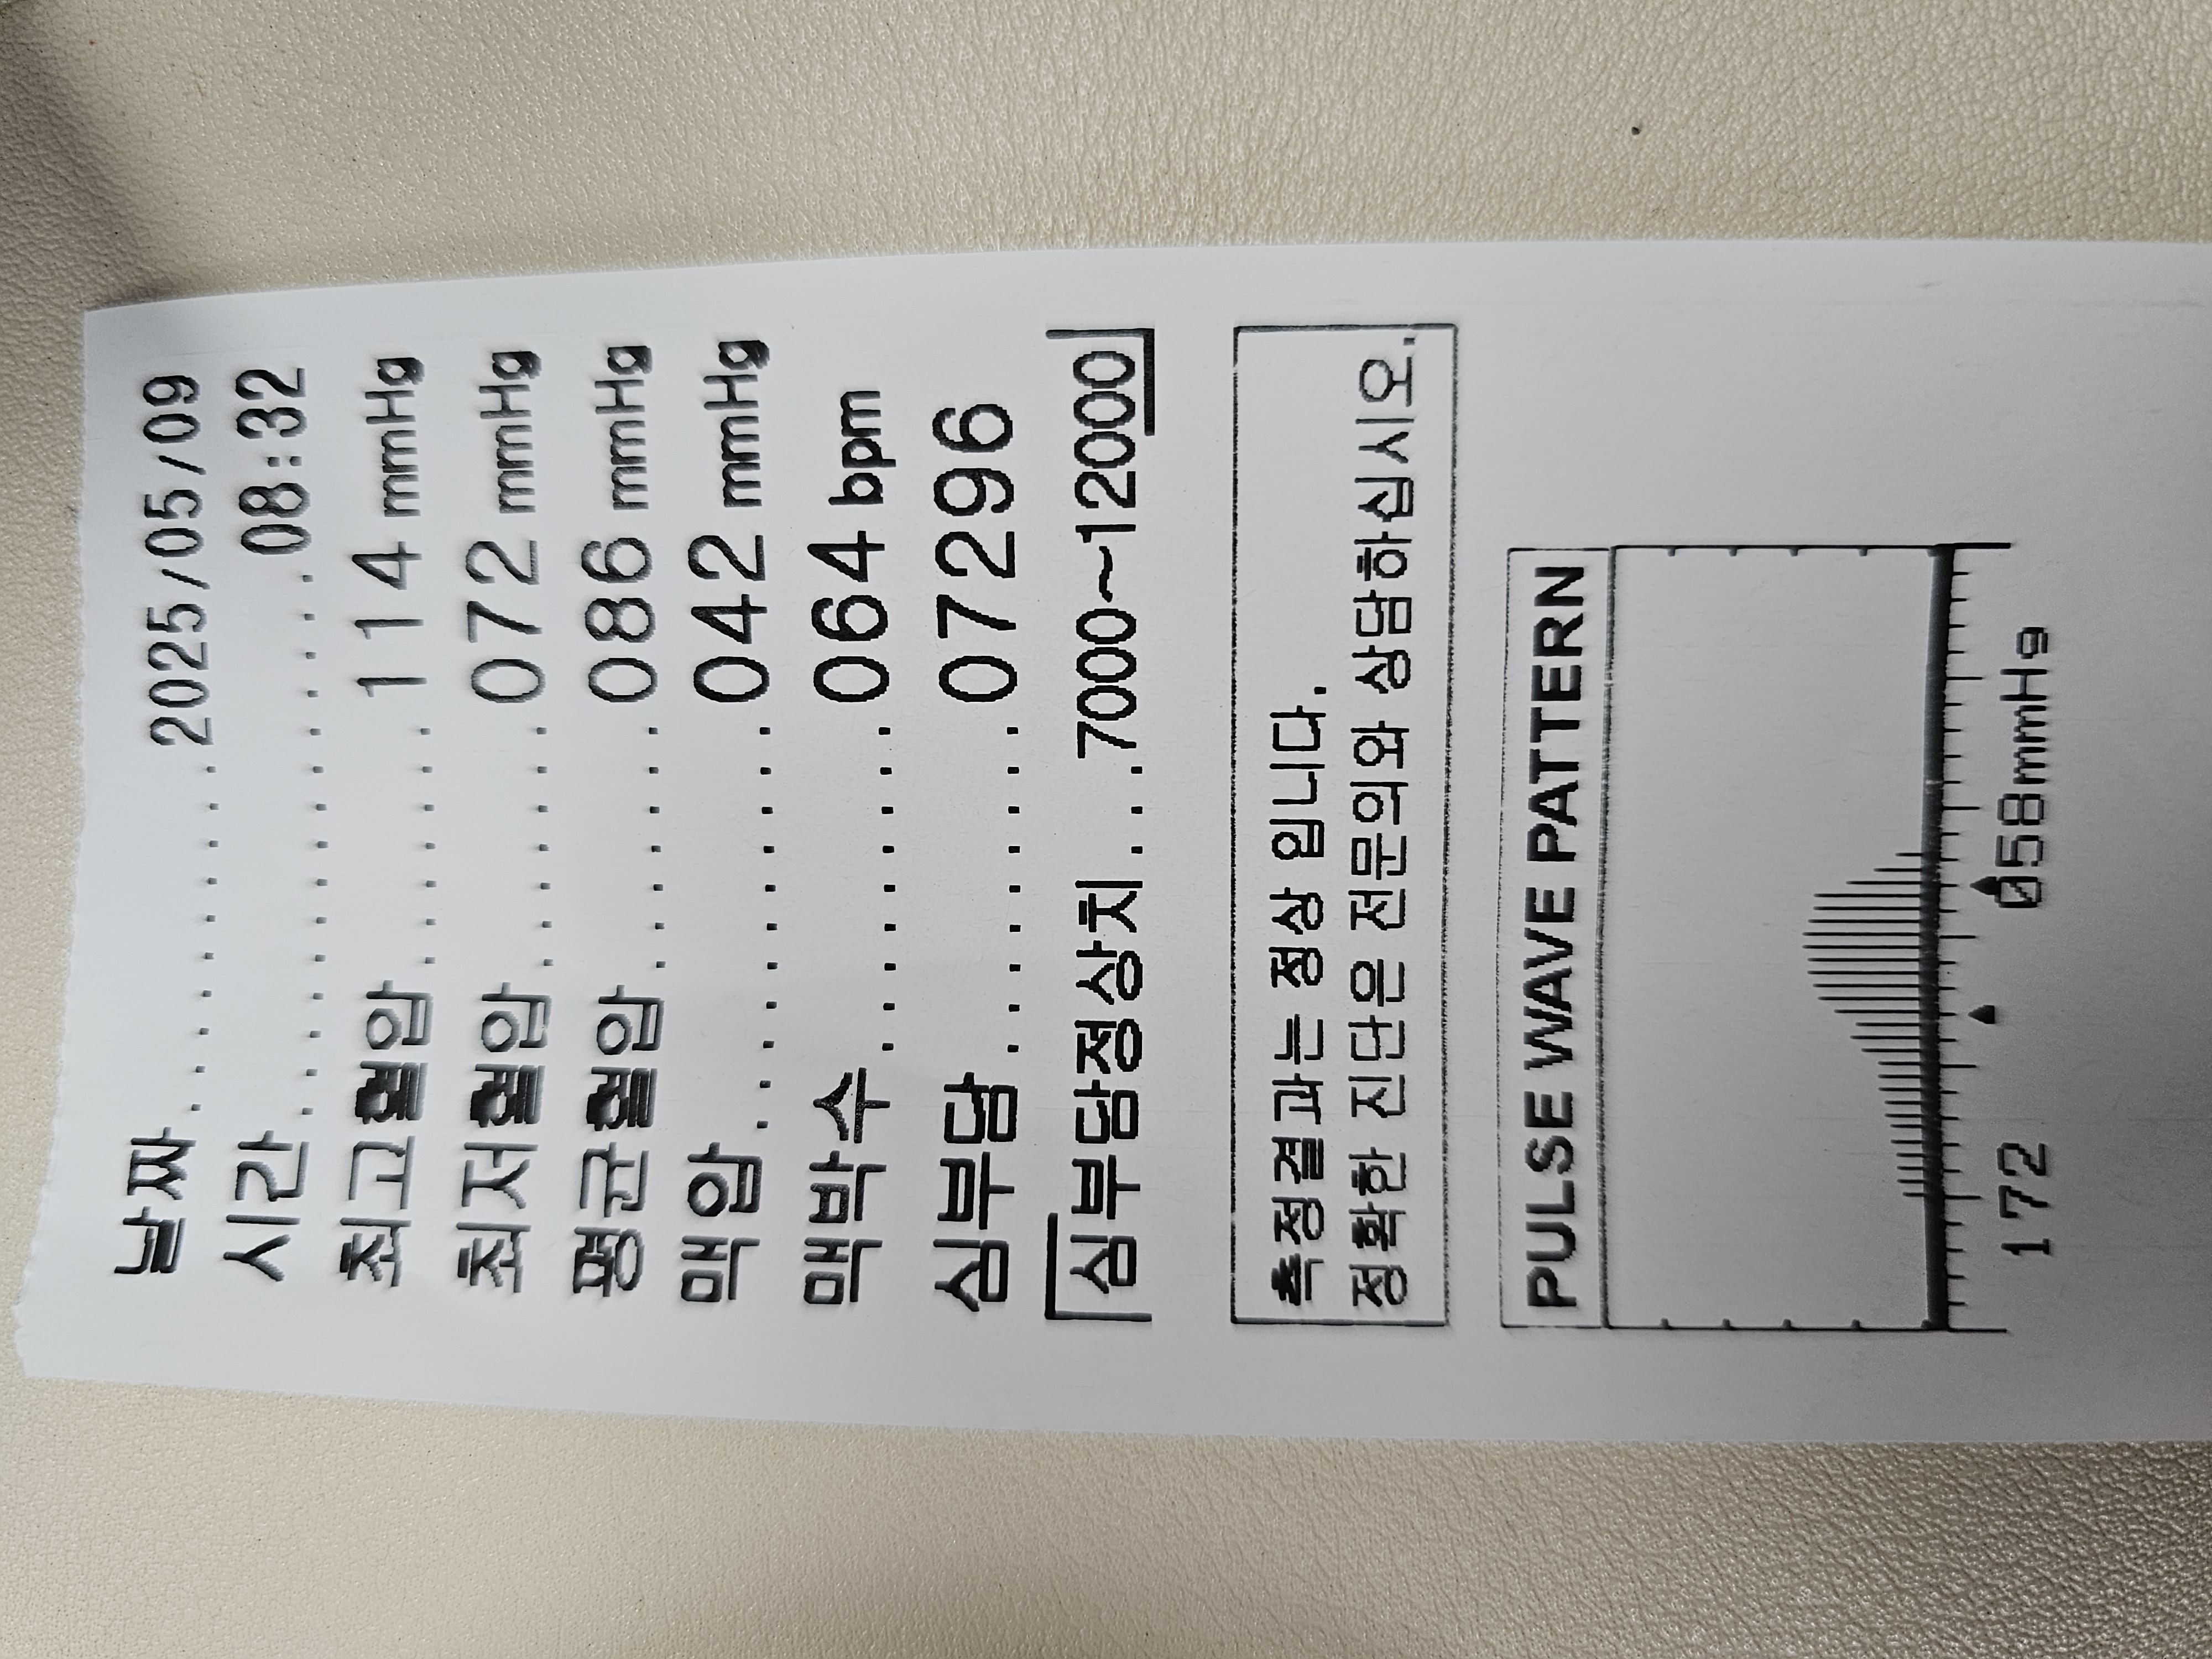 날짜..........2025/05/09
시간...............08:32
최고혈압.......114 mmHg
최저혈압.......072 mmHg
평균혈압.......086 mmHg
맥압...........042 mmHg
맥박수.........064 bpm
심부담.........07296
심부담정상치...7000~12000
측정결과는 정상 입니다.
정확한 진단은 전문의와 상담하십시오.
PULSE WAVE PATTERN
172 058mmHg